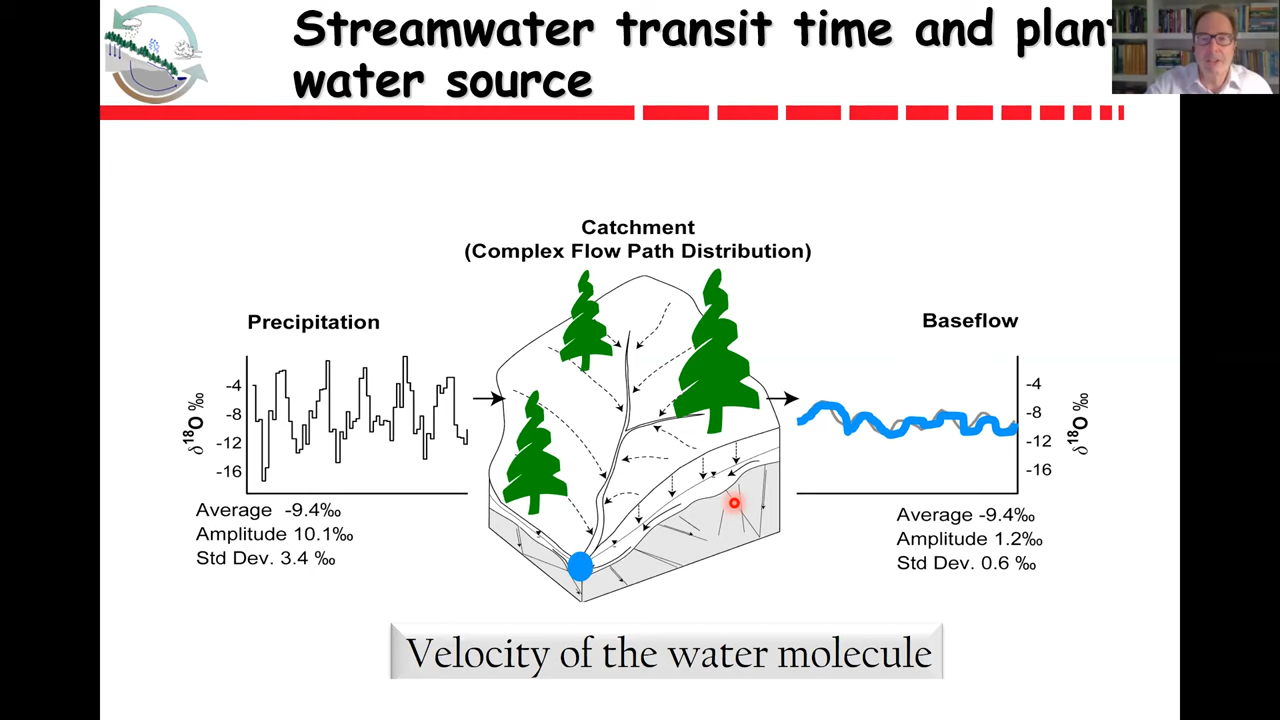 Streamwater transit time and plant
water source
Catchment
(Complex Flow Path Distribution)
Precipitation
Baseflow
-4
-8
-12
-16
δ18O ‰
-4
-8
-12
-16
δ18O ‰
Average -9.4‰
Amplitude 10.1‰
Std Dev. 3.4 ‰
Average -9.4‰
Amplitude 1.2‰
Std Dev. 0.6 ‰
Velocity of the water molecule